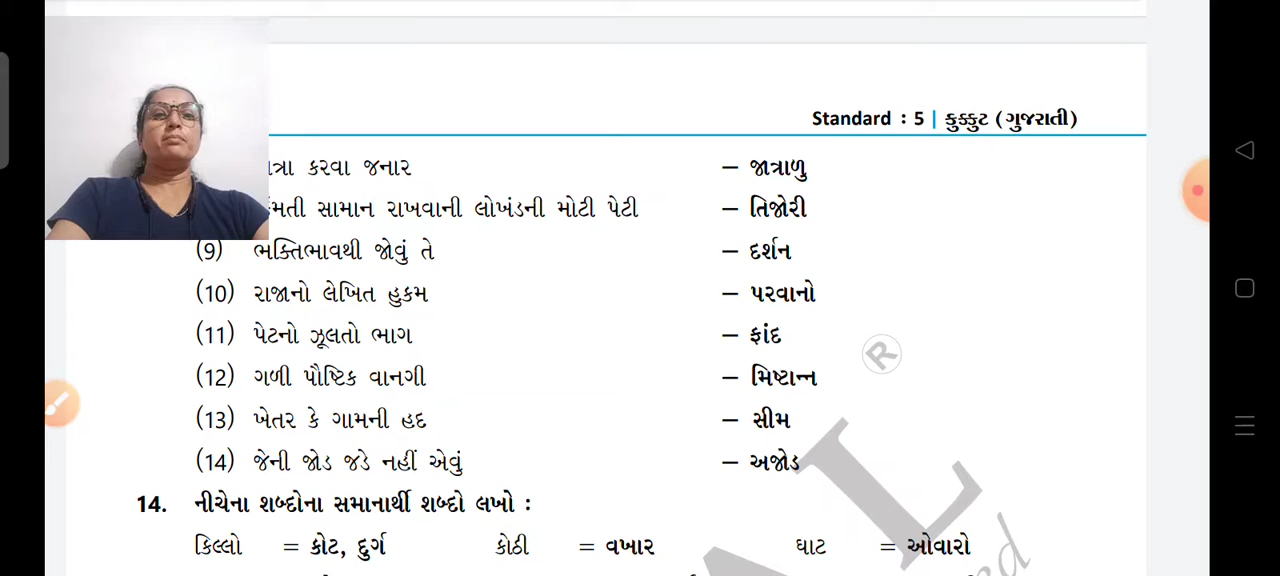 Standard : 5 | કુક્કુટ (ગુજરાતી)
કરવા જનાર – જાત્રાળુ
સામાન રાખવાની લોખંડની મોટી પેટી – તિજોરી
(9) ભક્તિભાવથી જોવું તે – દર્શન
(10) રાજાનો લેખિત હુકમ – પરવાનો
(11) પેટનો ઝૂલતો ભાગ – ફાંદ
(12) ગળી પૌષ્ટિક વાનગી – મિષ્ટાન્ન
(13) ખેતર કે ગામની હદ – સીમ
(14) જેની જોડ જડે નહીં એવું – અજોડ
14. નીચેના શબ્દોના સમાનાર્થી શબ્દો લખો :
કિલ્લો = કોટ, દુર્ગ કોઠી = વખાર ઘાટ = ઓવારો
®